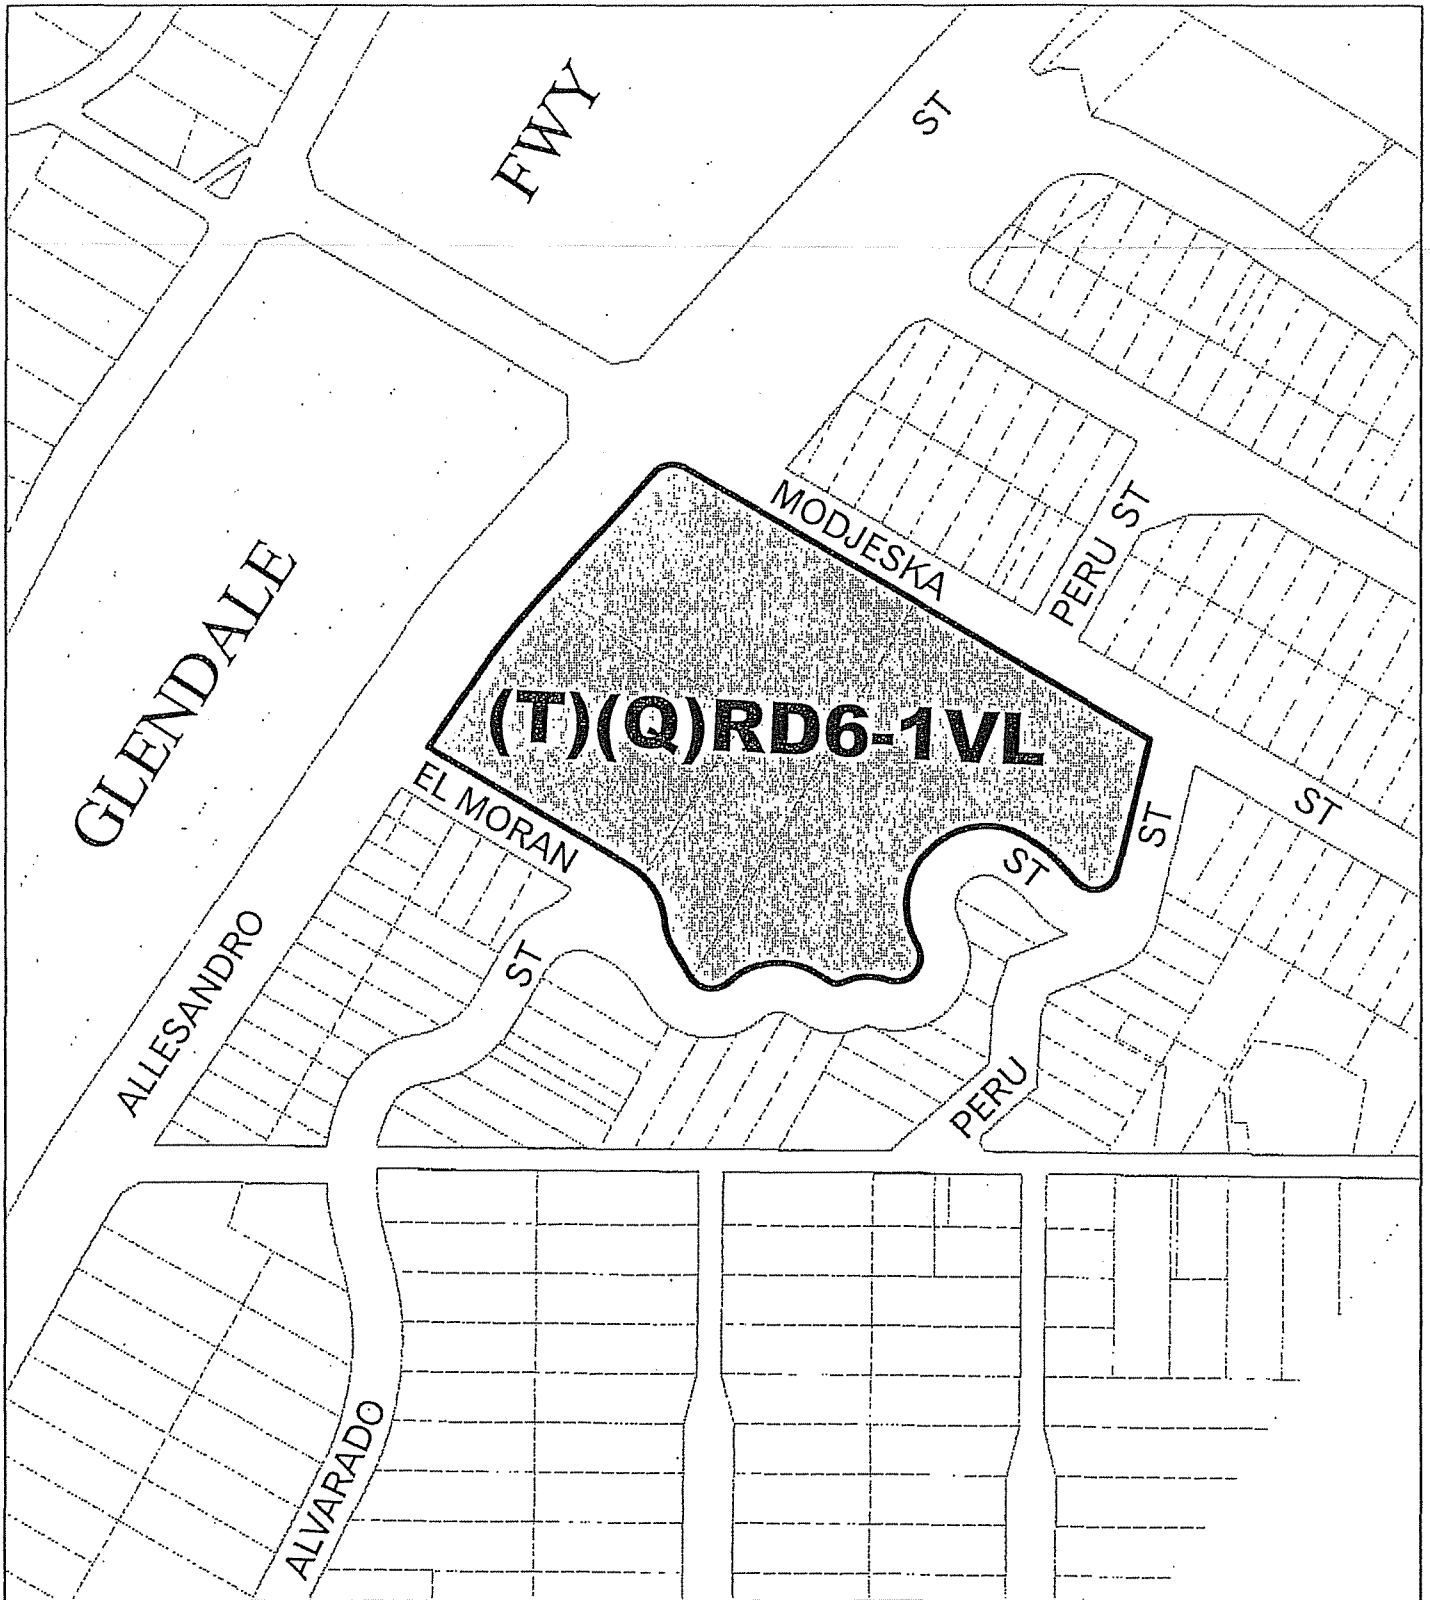 FWY
ST
MODJESKA
PERU ST
GLENDALE
(T)(Q)RD6-1VL
EL MORAN
ST
ST
ST
ALLESANDRO
ST
PERU
ALVARADO